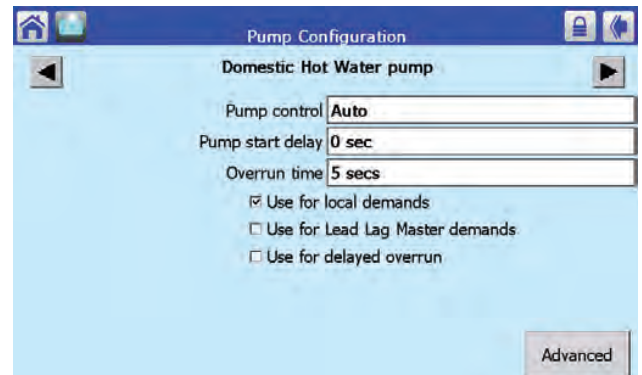 Pump Configuration
Domestic Hot Water pump
Pump control Auto
Pump start delay 0 sec
Overrun time 5 secs
Use for local demands
Use for Lead Lag Master demands
Use for delayed overrun
Advanced